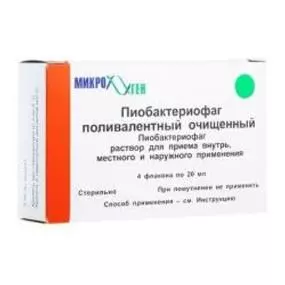 МИКРОГЕН
Пиобактериофаг
поливалентный очищенный
Пиобактериофаг
раствор для приема внутрь,
местного и наружного применения
4 флакона по 20 мл
Стерильно
При помутнении не применять
Способ применения – см. Инструкцию